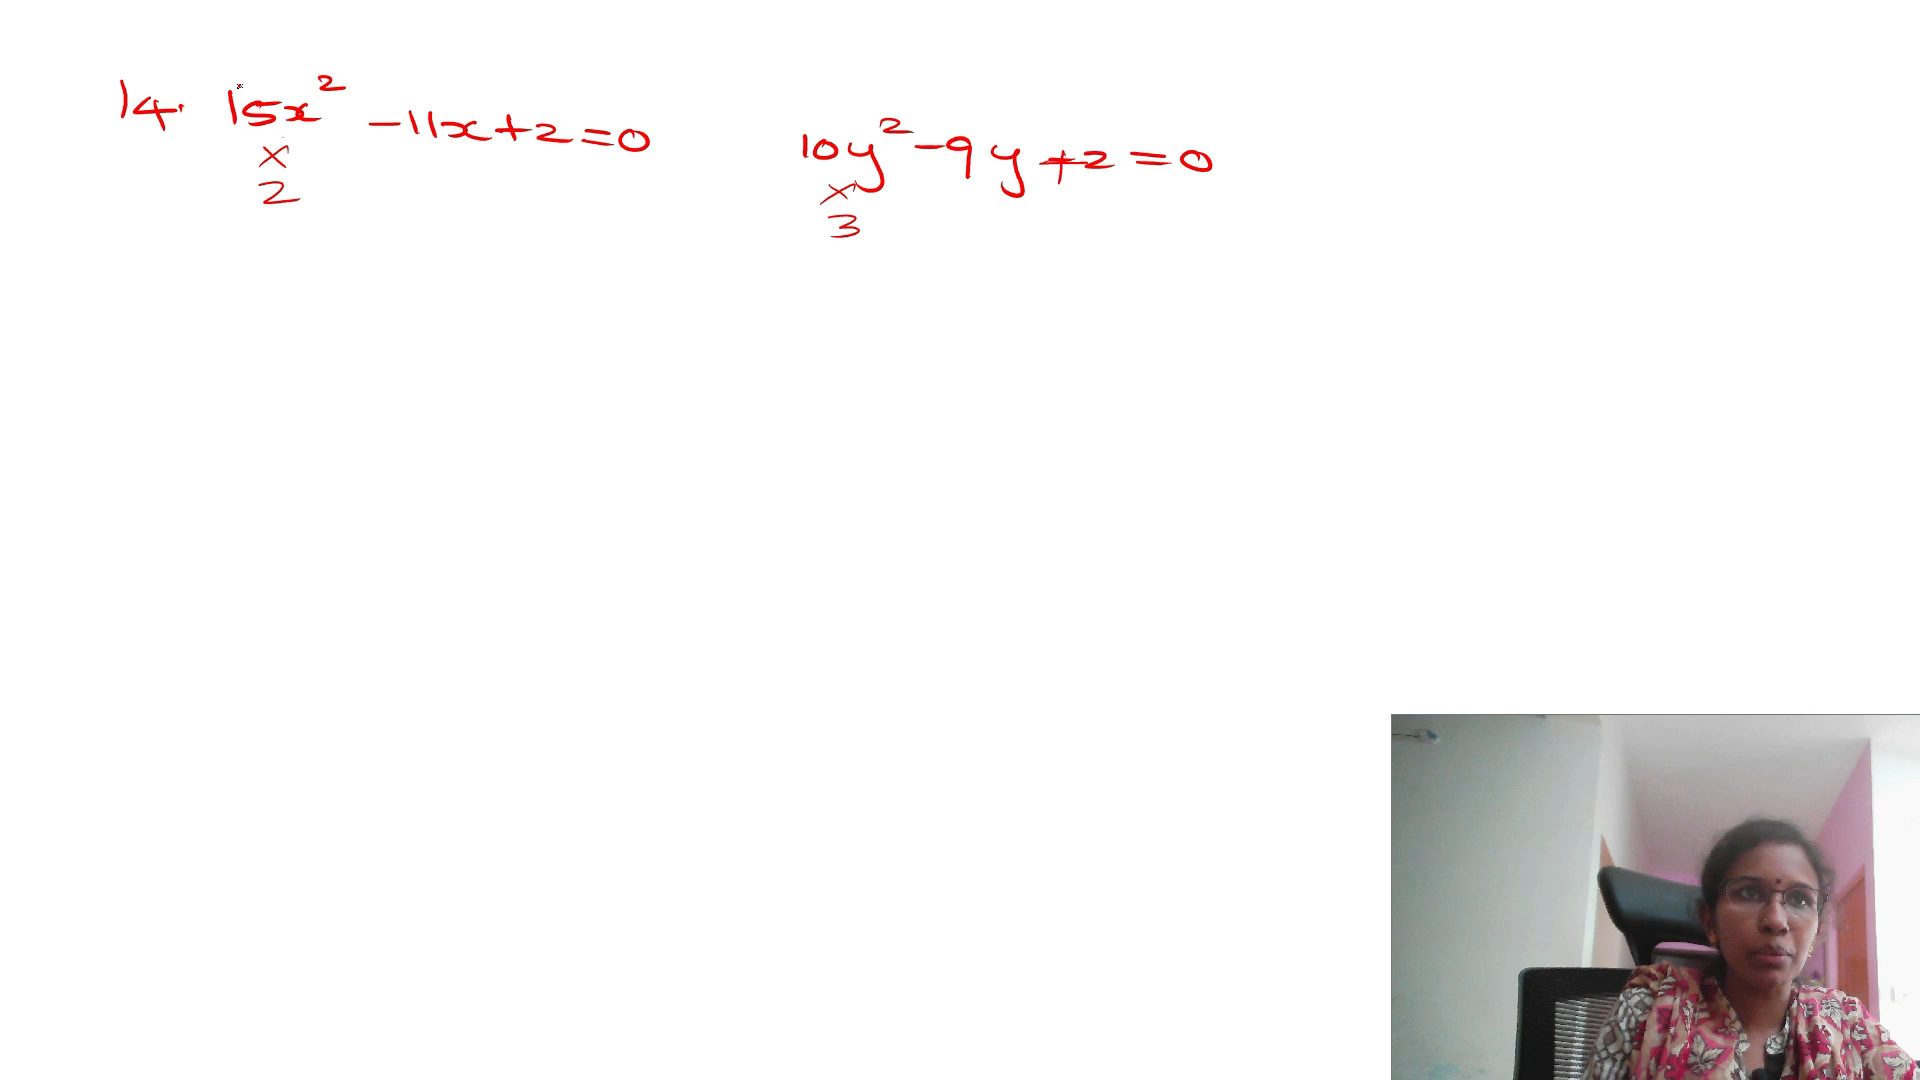 14. 15x² -11x+2=0
×
2
10y² -9y +2 =0
×
3